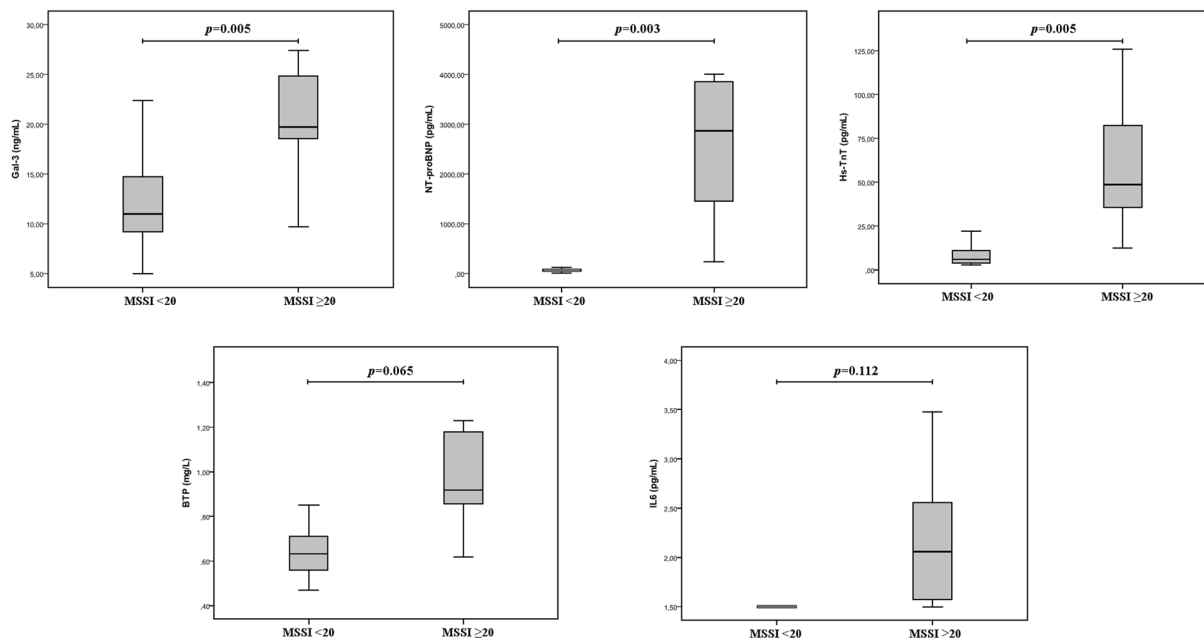 30,00
25,00
20,00
15,00
10,00
5,00
Gal-3 (ng/mL)
p=0.005
MSSI <20
MSSI ≥20
5000,00
4000,00
3000,00
2000,00
1000,00
,00
NT-proBNP (pg/mL)
p=0.003
MSSI <20
MSSI ≥20
125,00
100,00
75,00
50,00
25,00
,00
Hs-TnT (pg/mL)
p=0.005
MSSI <20
MSSI ≥20
1,40
1,20
1,00
,80
,60
,40
BTP (mg/L)
p=0.065
MSSI <20
MSSI ≥20
4,00
3,50
3,00
2,50
2,00
1,50
IL6 (pg/mL)
p=0.112
MSSI <20
MSSI ≥20